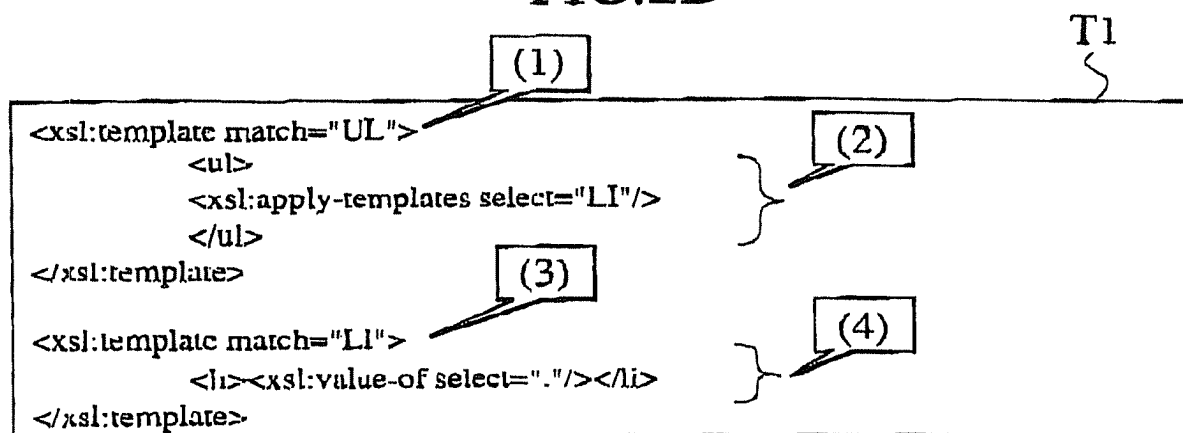 T1
(1)
<xsl:template match="UL">
(2)
<ul>
<xsl:apply-templates select="LI"/>
</ul>
</xsl:template>
(3)
<xsl:template match="LI">
(4)
<li><xsl:value-of select="."/></li>
</xsl:template>